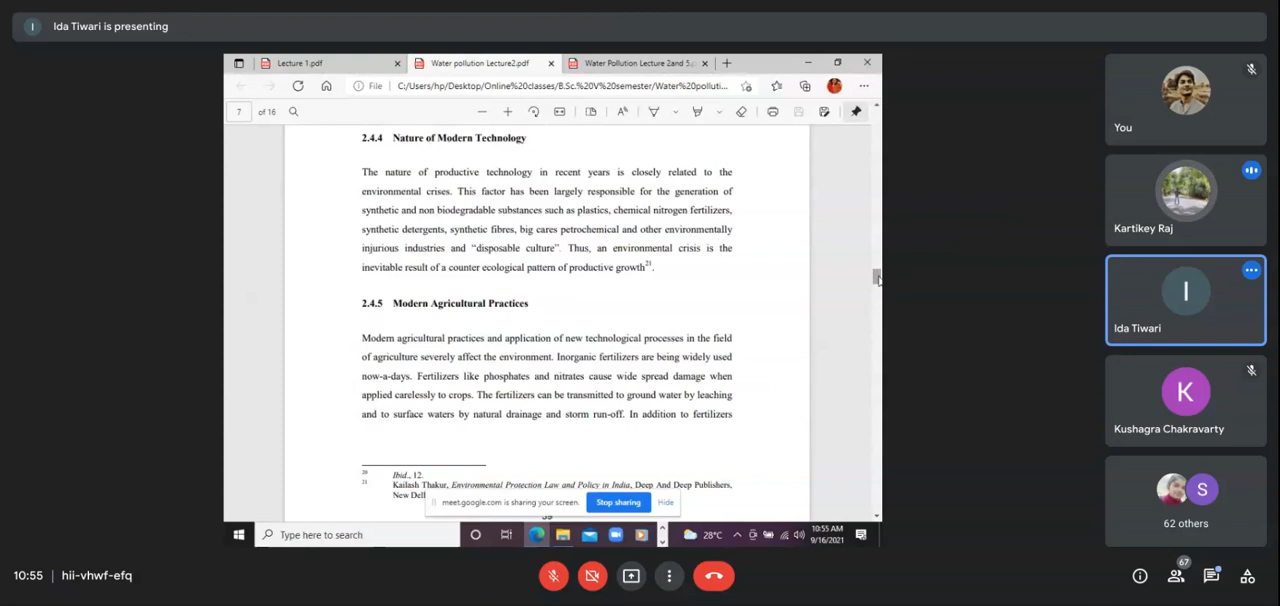 I Ida Tiwari is presenting
Lecture 1.pdf
Water pollution Lecture2.pdf
Water Pollution Lecture 2and 5.
File C:/Users/hp/Desktop/Online%20classes/B.Sc.%20V%20semester/Water%20polluti...
7 of 16
2.4.4 Nature of Modern Technology
The nature of productive technology in recent years is closely related to the
environmental crises. This factor has been largely responsible for the generation of
synthetic and non biodegradable substances such as plastics, chemical nitrogen fertilizers,
synthetic detergents, synthetic fibres, big cares petrochemical and other environmentally
injurious industries and “disposable culture”. Thus, an environmental crisis is the
inevitable result of a counter ecological pattern of productive growth21.
2.4.5 Modern Agricultural Practices
Modern agricultural practices and application of new technological processes in the field
of agriculture severely affect the environment. Inorganic fertilizers are being widely used
now-a-days. Fertilizers like phosphates and nitrates cause wide spread damage when
applied carelessly to crops. The fertilizers can be transmitted to ground water by leaching
and to surface waters by natural drainage and storm run-off. In addition to fertilizers
20 Ibid., 12.
21 Kailash Thakur, Environmental Protection Law and Policy in India, Deep And Deep Publishers,
New
meet.google.com is sharing your screen. Stop sharing Hide
Type here to search
28°C
10:55 AM
9/16/2021
You
Kartikey Raj
I
Ida Tiwari
K
Kushagra Chakravarty
S
62 others
10:55 hii-vhwf-efq
67